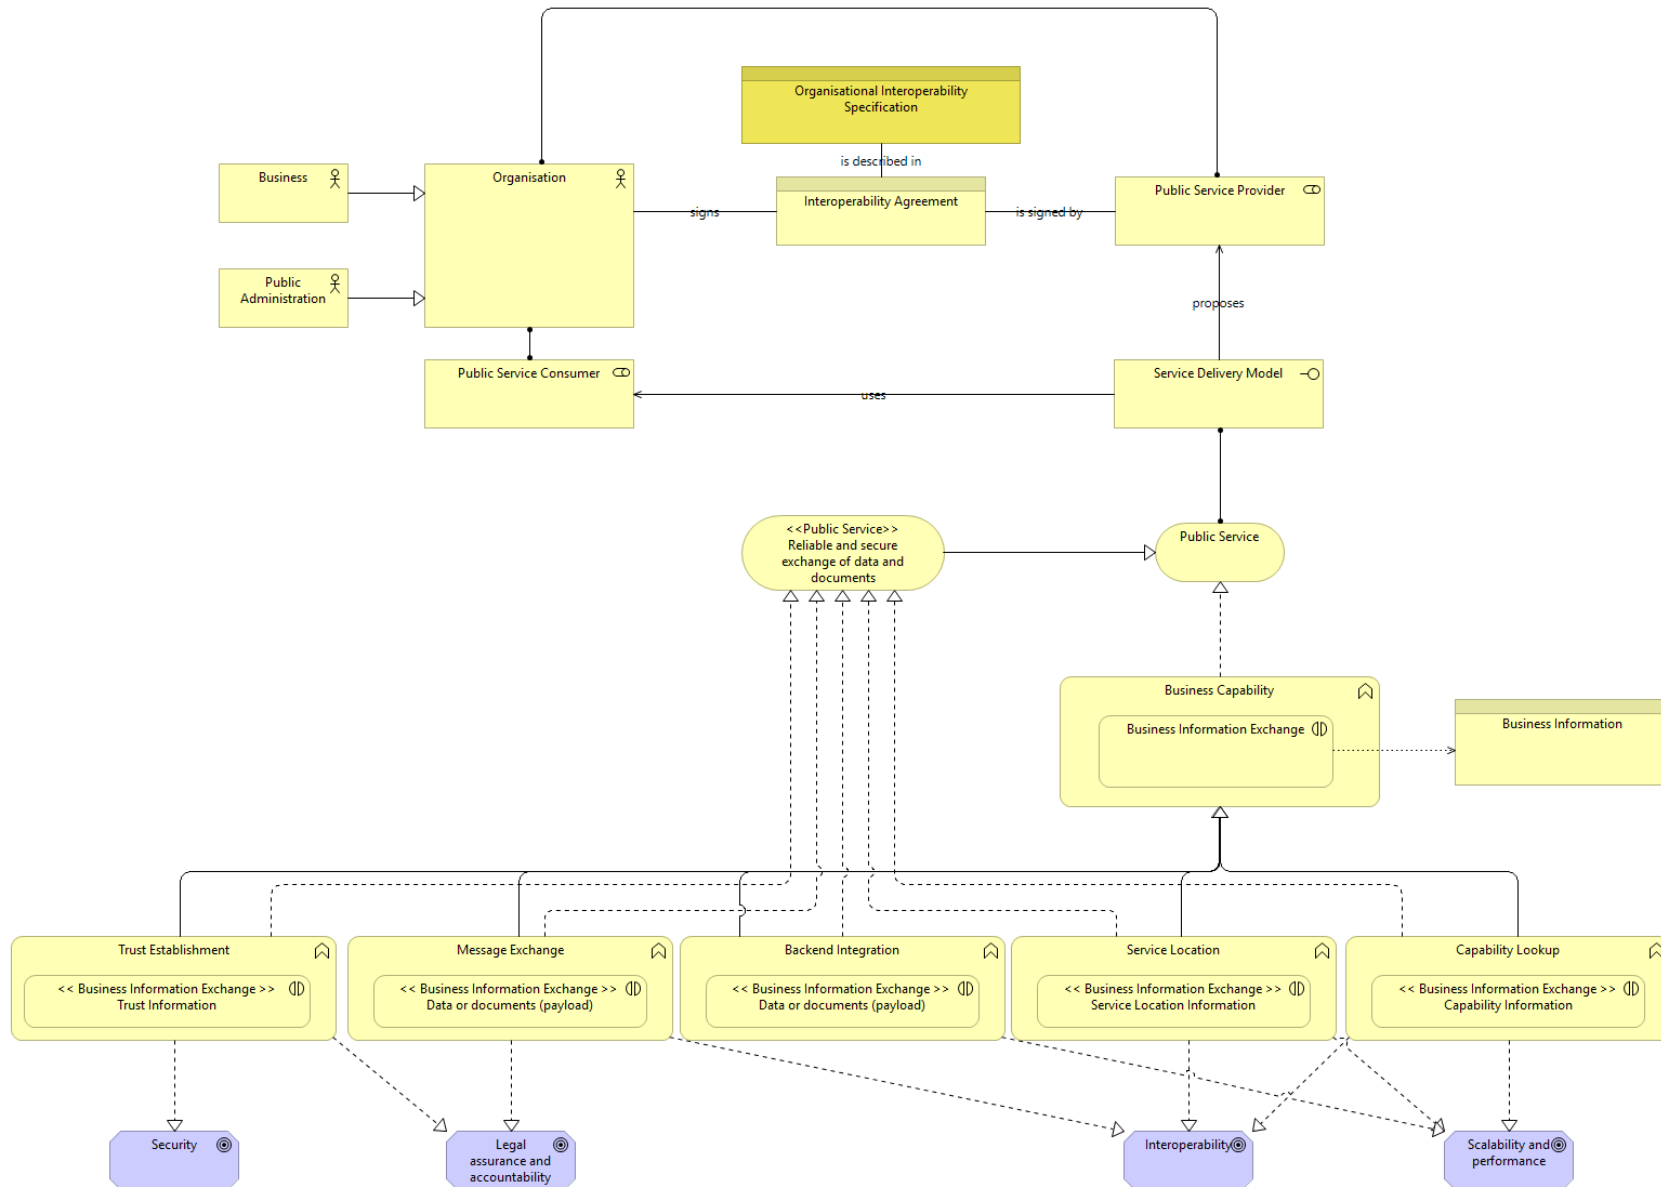 Organisational Interoperability
Specification
is described in
Business
Organisation
Interoperability Agreement
Public Service Provider
signs
is signed by
Public
Administration
proposes
Public Service Consumer
Service Delivery Model
uses
<<Public Service>>
Reliable and secure
exchange of data and
documents
Public Service
Business Capability
Business Information Exchange
Business Information
Trust Establishment
<< Business Information Exchange >>
Trust Information
Message Exchange
<< Business Information Exchange >>
Data or documents (payload)
Backend Integration
<< Business Information Exchange >>
Data or documents (payload)
Service Location
<< Business Information Exchange >>
Service Location Information
Capability Lookup
<< Business Information Exchange >>
Capability Information
Security
Legal
assurance and
accountability
Interoperability
Scalability and
performance